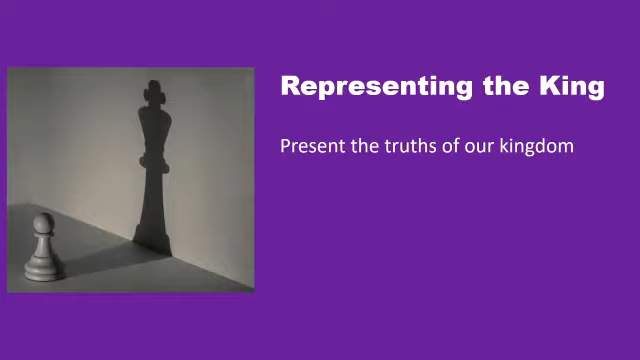 Representing the King
Present the truths of our kingdom